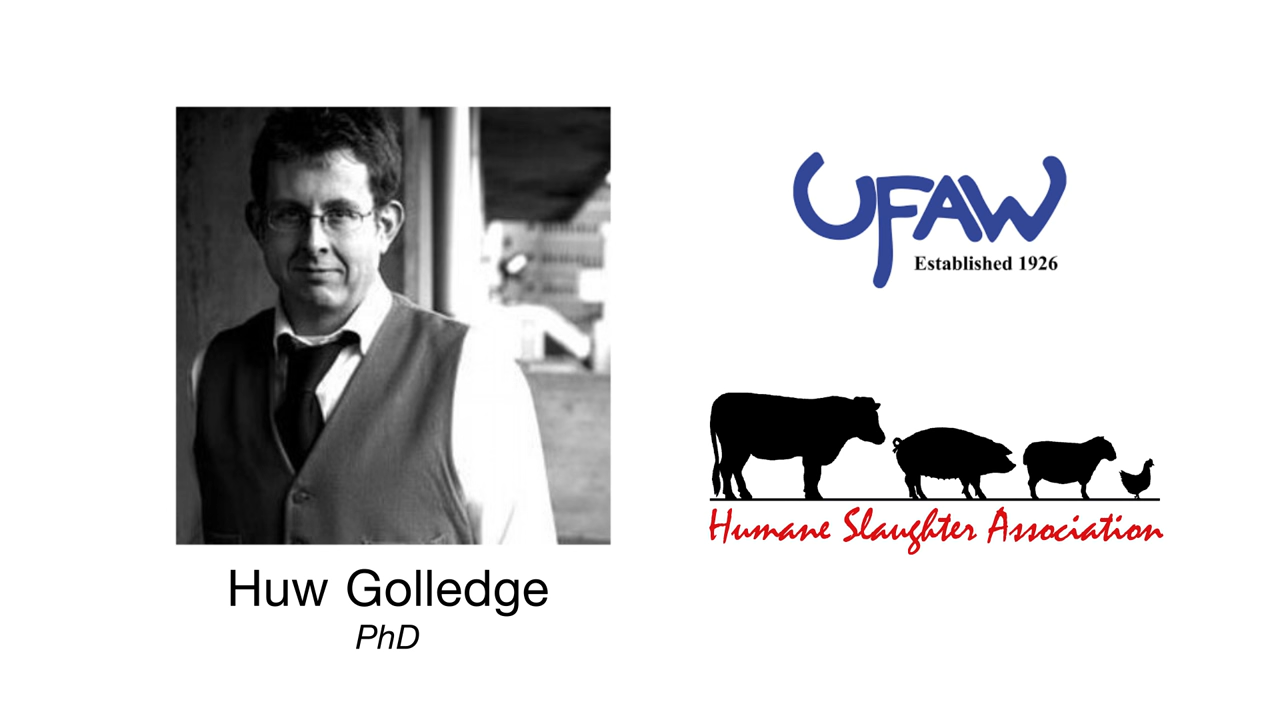 Huw Golledge
PhD
UFAW
Established 1926
Humane Slaughter Association